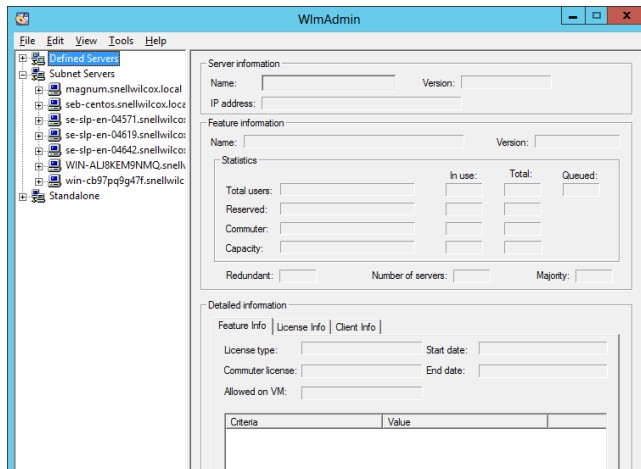 WlmAdmin
File Edit View Tools Help
Defined Servers
Subnet Servers
magnum.snellwilcox.local
seb-centos.snellwilcox.loca
se-slp-en-04571.snellwilco
se-slp-en-04619.snellwilco
se-slp-en-04642.snellwilco
WIN-ALJ8KEM9NMQ.snell
win-cb97pq9g47f.snellwilc
Standalone
Server information
Name: Version:
IP address:
Feature information
Name: Version:
Statistics
In use: Total: Queued:
Total users:
Reserved:
Commuter:
Capacity:
Redundant: Number of servers: Majority:
Detailed information
Feature Info License Info Client Info
License type: Start date:
Commuter license: End date:
Allowed on VM:
Criteria Value